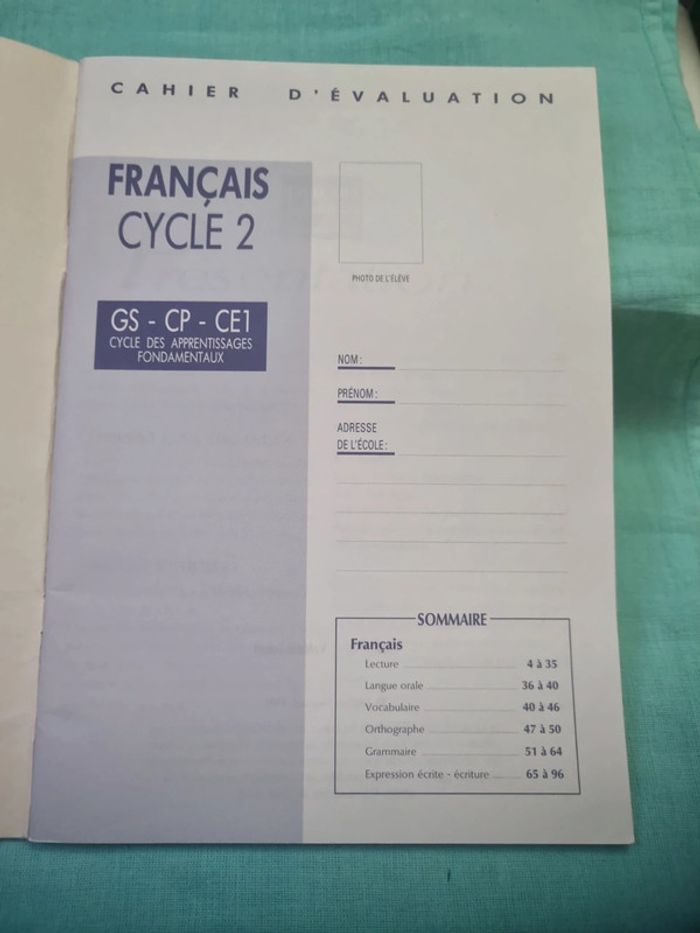 CAHIER D'ÉVALUATION
FRANÇAIS
CYCLE 2
GS - CP - CE1
CYCLE DES APPRENTISSAGES
FONDAMENTAUX
PHOTO DE L'ÉLÈVE
NOM :
PRÉNOM :
ADRESSE
DE L'ÉCOLE :
SOMMAIRE
Français
Lecture 4 à 35
Langue orale 36 à 40
Vocabulaire 40 à 46
Orthographe 47 à 50
Grammaire 51 à 64
Expression écrite - écriture 65 à 96